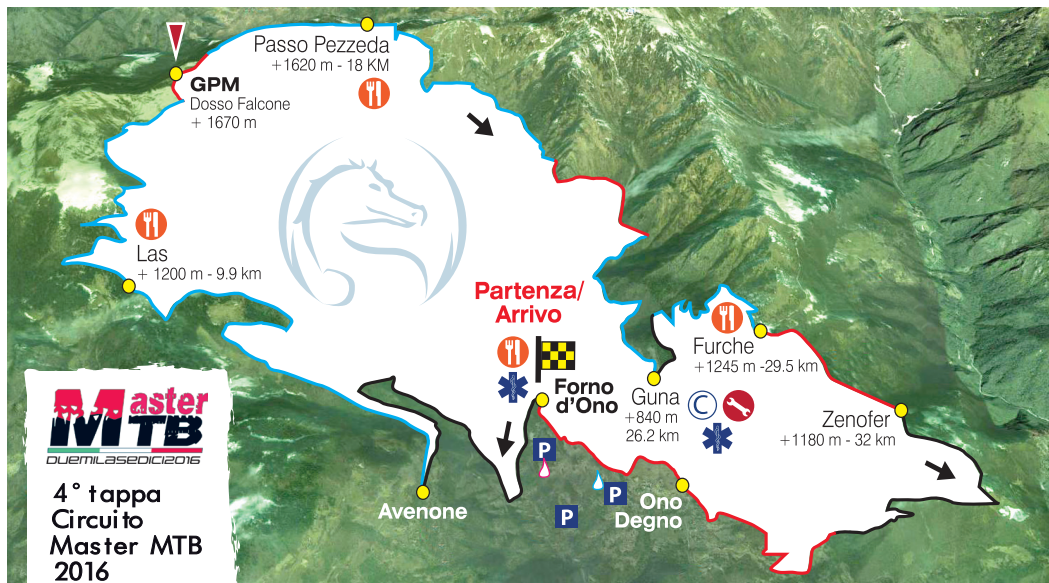 Passo Pezzeda
+1620 m - 18 KM
GPM
Dosso Falcone
+ 1670 m
Las
+ 1200 m - 9.9 km
Partenza/
Arrivo
Forno
d'Ono
Guna
+840 m
26.2 km
C
Furche
+1245 m -29.5 km
Zenofer
+1180 m - 32 km
P
P
P
Ono
Degno
Avenone
Master
MTB
DUEMILASEDICI2016
4° tappa
Circuito
Master MTB
2016